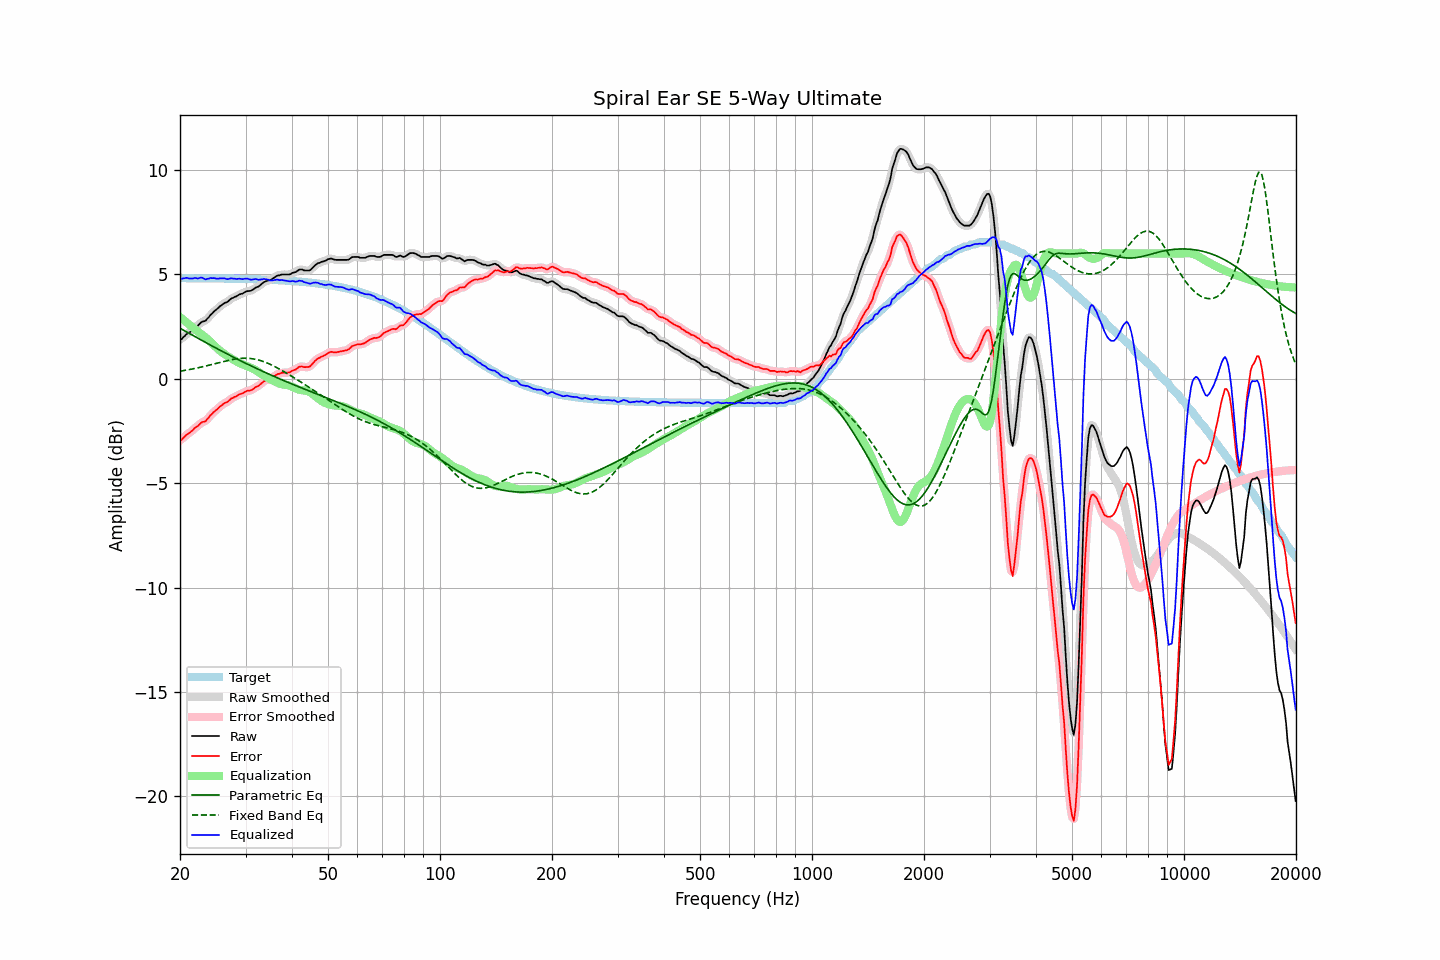 Spiral Ear SE 5-Way Ultimate
Amplitude (dBr)
10
5
0
−5
−10
−15
−20
Target
Raw Smoothed
Error Smoothed
Raw
Error
Equalization
Parametric Eq
Fixed Band Eq
Equalized
20 50 100 200 500 1000 2000 5000 10000 20000
Frequency (Hz)